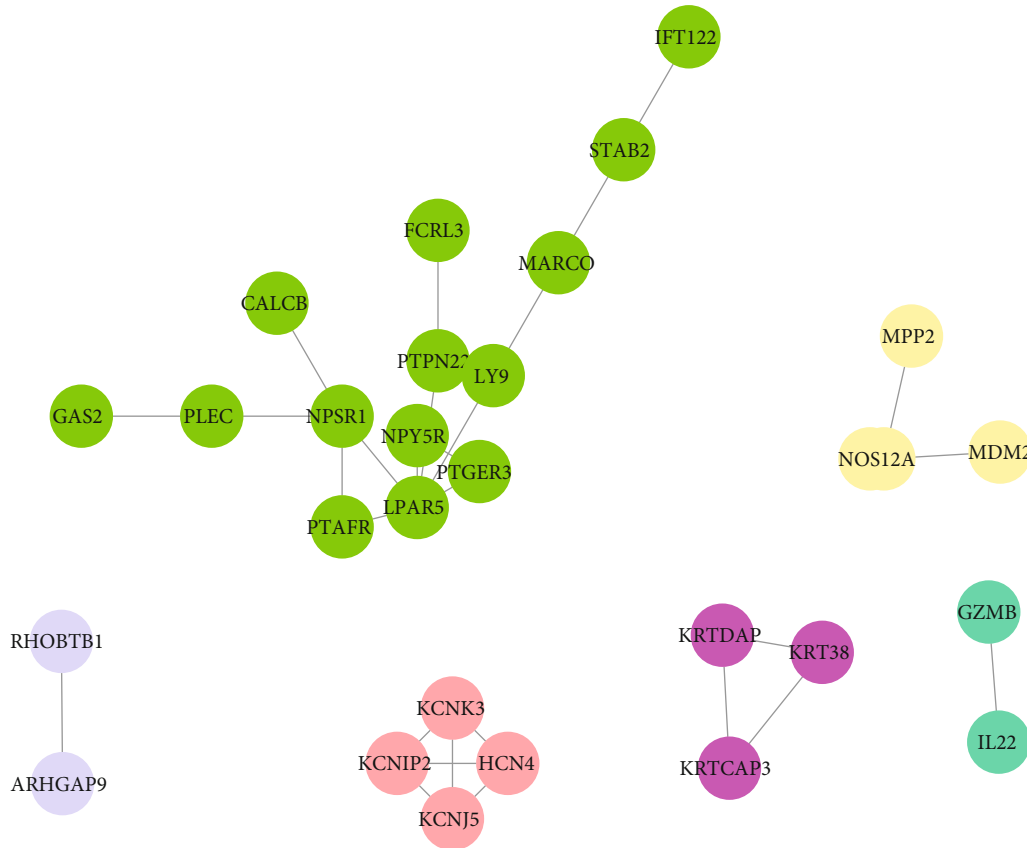 IFT122
STAB2
FCRL3
MARCO
CALCB
MPP2
PTPN22
LY9
GAS2
PLEC
NPSR1
NPY5R
MDM2
NOS12A
PTGER3
LPAR5
PTAFR
GZMB
KRTDAP
RHOBTB1
KRT38
KCNK3
IL22
KCNIP2
HCN4
KRTCAP3
ARHGAP9
KCNJ5